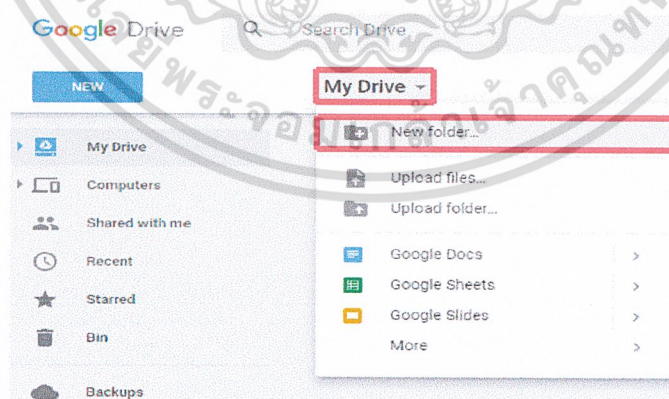 Google Drive
Search Drive
NEW
My Drive
New folder...
My Drive
Computers
Upload files...
Shared with me
Upload folder...
Recent
Google Docs
Starred
Google Sheets
Google Slides
Bin
More
Backups